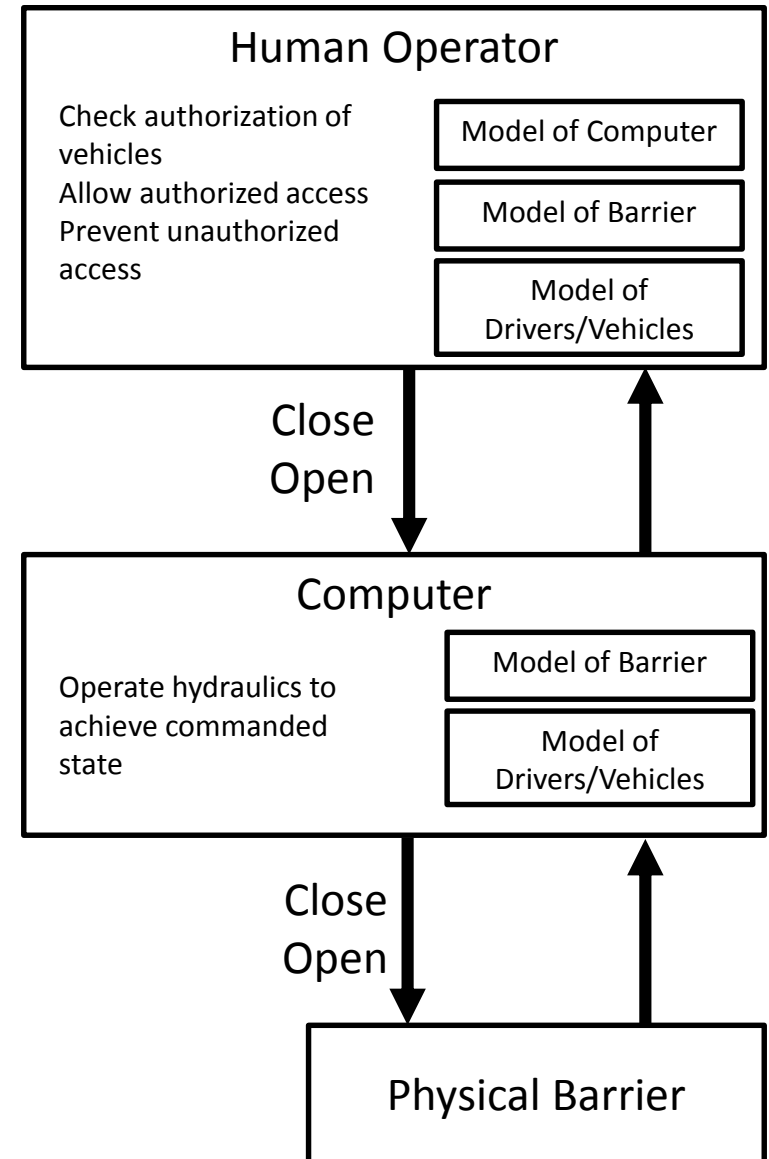 Human Operator
Check authorization of
vehicles
Allow authorized access
Prevent unauthorized
access
Model of Computer
Model of Barrier
Model of
Drivers/Vehicles
Close
Open
Computer
Operate hydraulics to
achieve commanded
state
Model of Barrier
Model of
Drivers/Vehicles
Close
Open
Physical Barrier